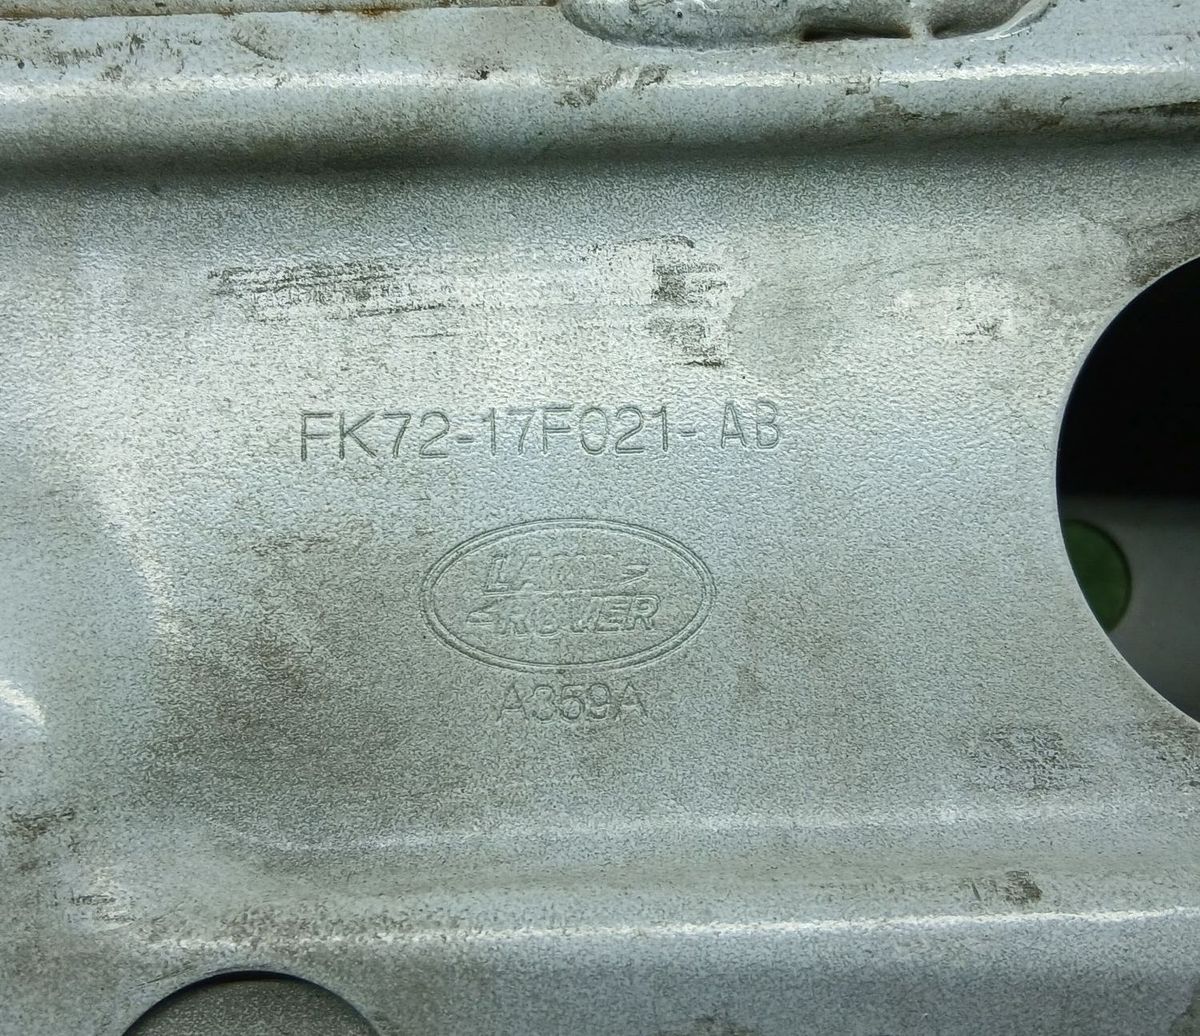 FK72-17F021-AB
LAND
ROVER
A359A